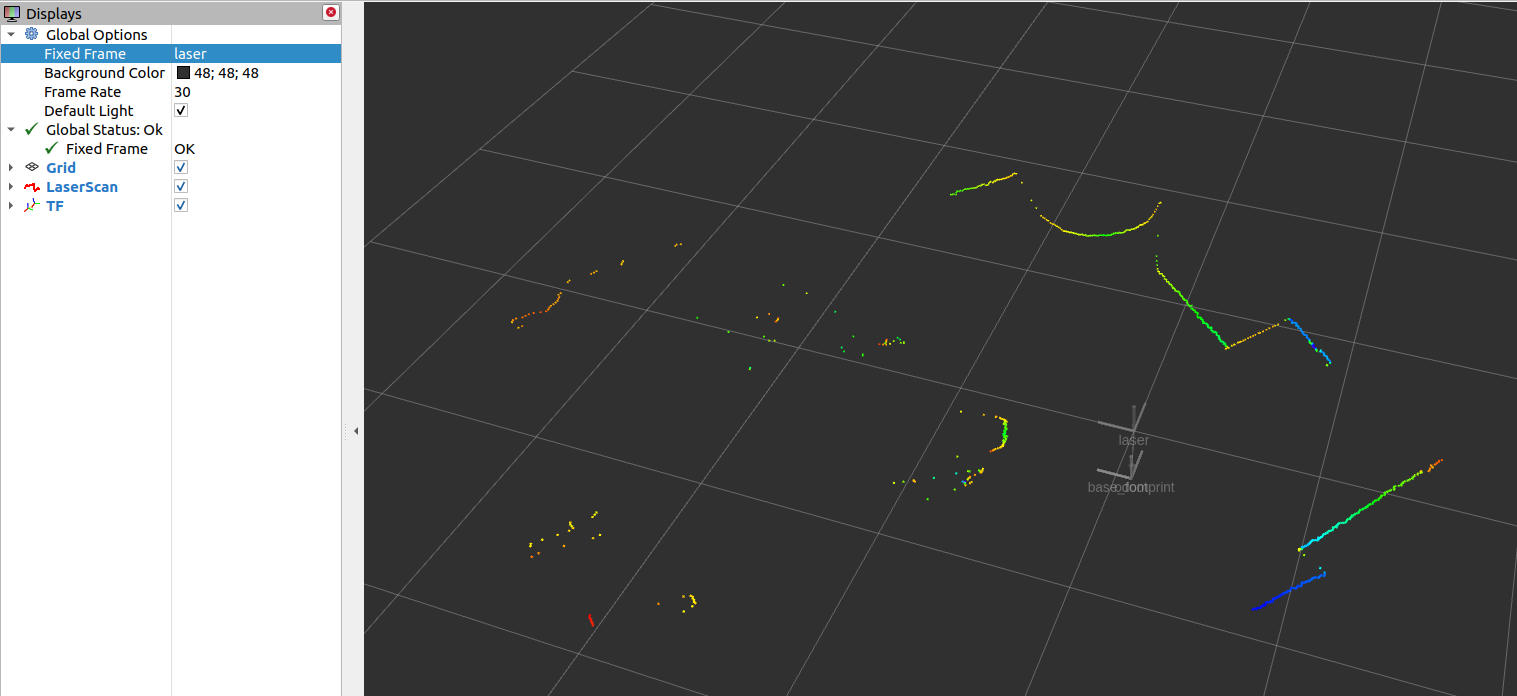 Displays
Global Options
Fixed Frame laser
Background Color 48; 48; 48
Frame Rate 30
Default Light
Global Status: Ok
Fixed Frame OK
Grid
LaserScan
TF
laser